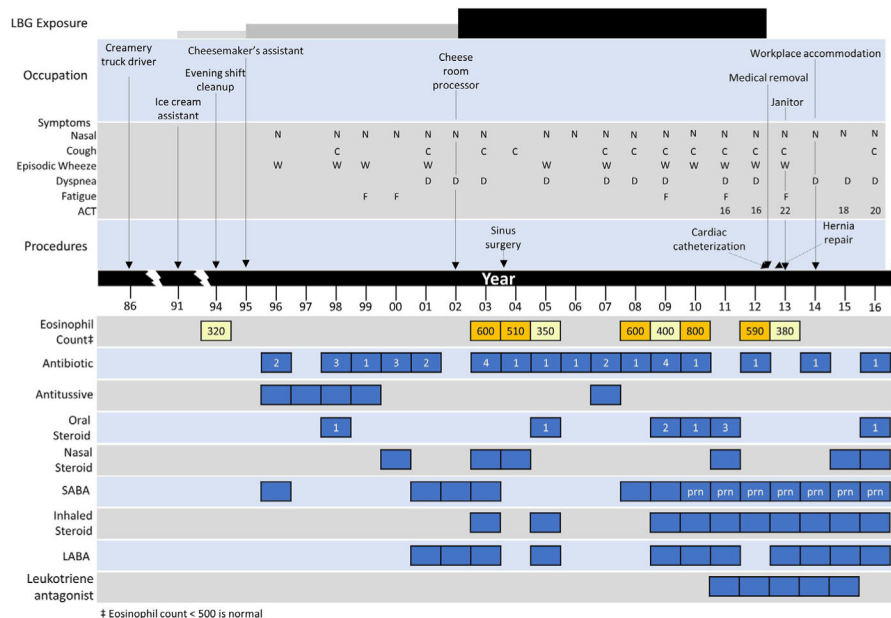 LBG Exposure
Creamery truck driver
Cheesemaker's assistant
Workplace accommodation
Occupation
Evening shift cleanup
Cheese room processor
Medical removal
Ice cream assistant
Janitor
Symptoms
Nasal N N N N N N N N N N N N N N N N N N N
Cough C C C C C C C C C C C C
Episodic Wheeze W W W W W W W W W W W
Dyspnea D D D D D D D D D D D D D D
Fatigue F F F F F
ACT 16 16 22 18 20
Procedures
Sinus surgery
Cardiac catheterization
Hernia repair
Year
86 91 94 95 96 97 98 99 00 01 02 03 04 05 06 07 08 09 10 11 12 13 14 15 16
Eosinophil Count‡ 320 600 510 350 600 400 800 590 380
Antibiotic 2 3 1 3 2 4 1 1 1 2 1 4 1 1 1 1
Antitussive
Oral Steroid 1 1 2 1 3 1
Nasal Steroid
SABA prn prn prn prn prn prn prn
Inhaled Steroid
LABA
Leukotriene antagonist
‡ Eosinophil count < 500 is normal